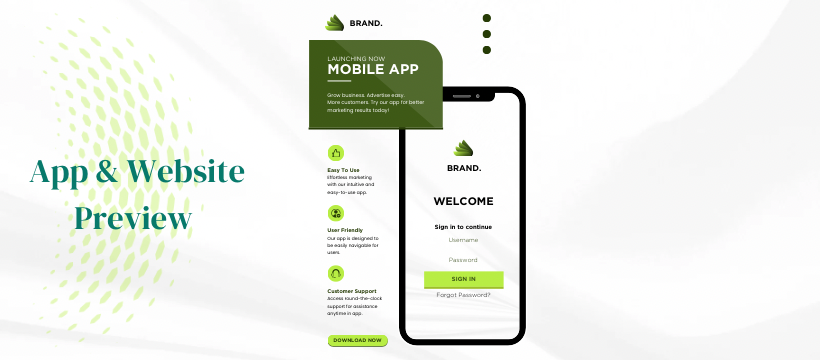 App & Website
Preview
BRAND.
LAUNCHING NOW
MOBILE APP
Grow business. Advertise easy.
More customers. Try our app for better
marketing results today!
Easy To Use
Effortless marketing
with our intuitive and
easy-to-use app.
User Friendly
Our app is designed to
be easily navigable for
users.
Customer Support
Access round-the-clock
support for assistance
anytime in app.
DOWNLOAD NOW
BRAND.
WELCOME
Sign in to continue
Username
Password
SIGN IN
Forgot Password?